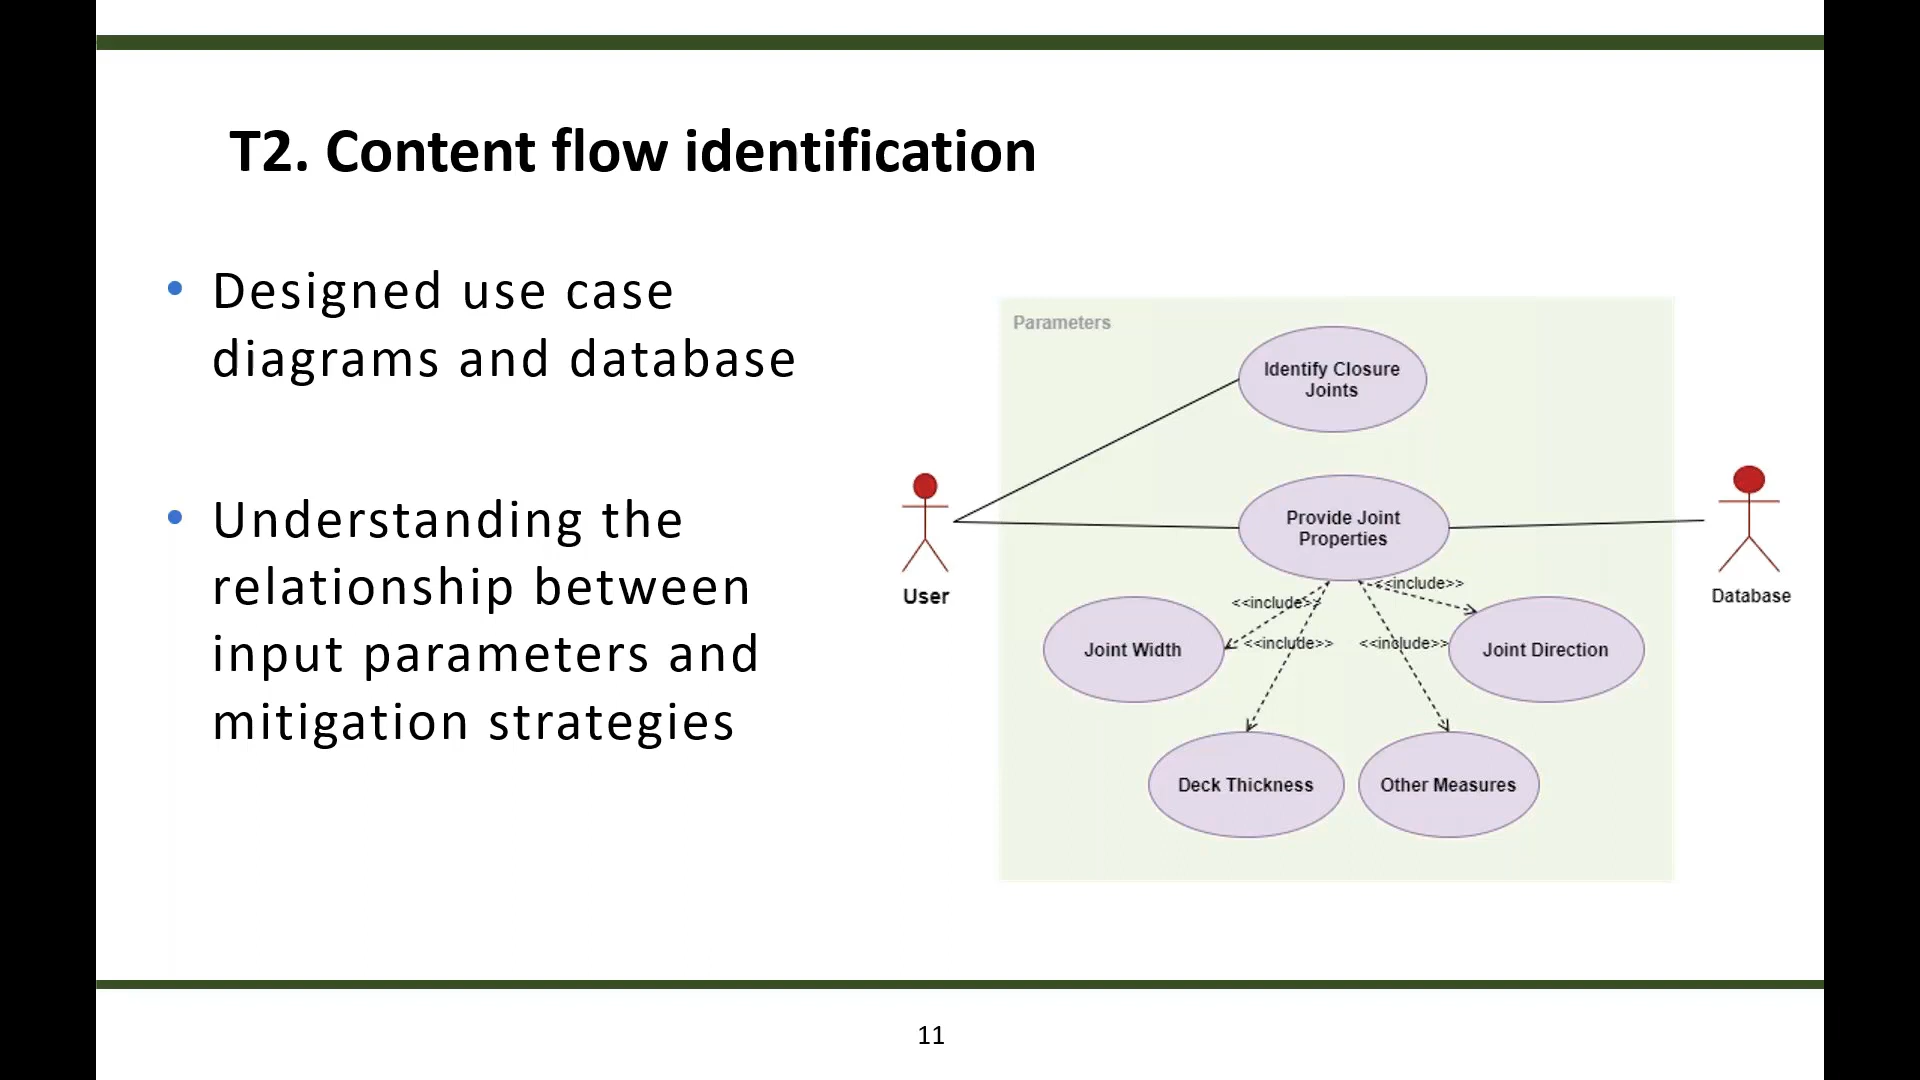 T2. Content flow identification
• Designed use case
diagrams and database
• Understanding the
relationship between
input parameters and
mitigation strategies
Parameters
Identify Closure
Joints
Provide Joint
Properties
User
Database
<<include>>
<<include>>
<<include>>
<<include>>
Joint Width
Joint Direction
Deck Thickness
Other Measures
11